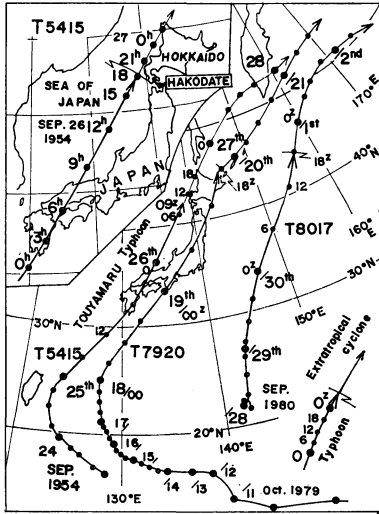 T5415
27 0h
21h
18
HOKKAIDO
HAKODATE
15
SEA OF
JAPAN
SEP. 26
1954
12h
9h
6h
3h
0h
JAPAN
28
2nd
21
170°E
0z
1st
0
27th
20th
18
12
18z
18z
09z
06
12
40°N
TOUYAMARU Typhoon
26th
0
6
T8017
160°E
0z
30th
30°N
19th
00z
150°E
30°N
12
T5415
T7920
29th
25th
18
00
SEP.
1980
28
17
16
15
20°N
140°E
24
SEP.
1954
130°E
14
13
12
11
Oct. 1979
Extratropical cyclone
0z
18
12
6
0
Typhoon